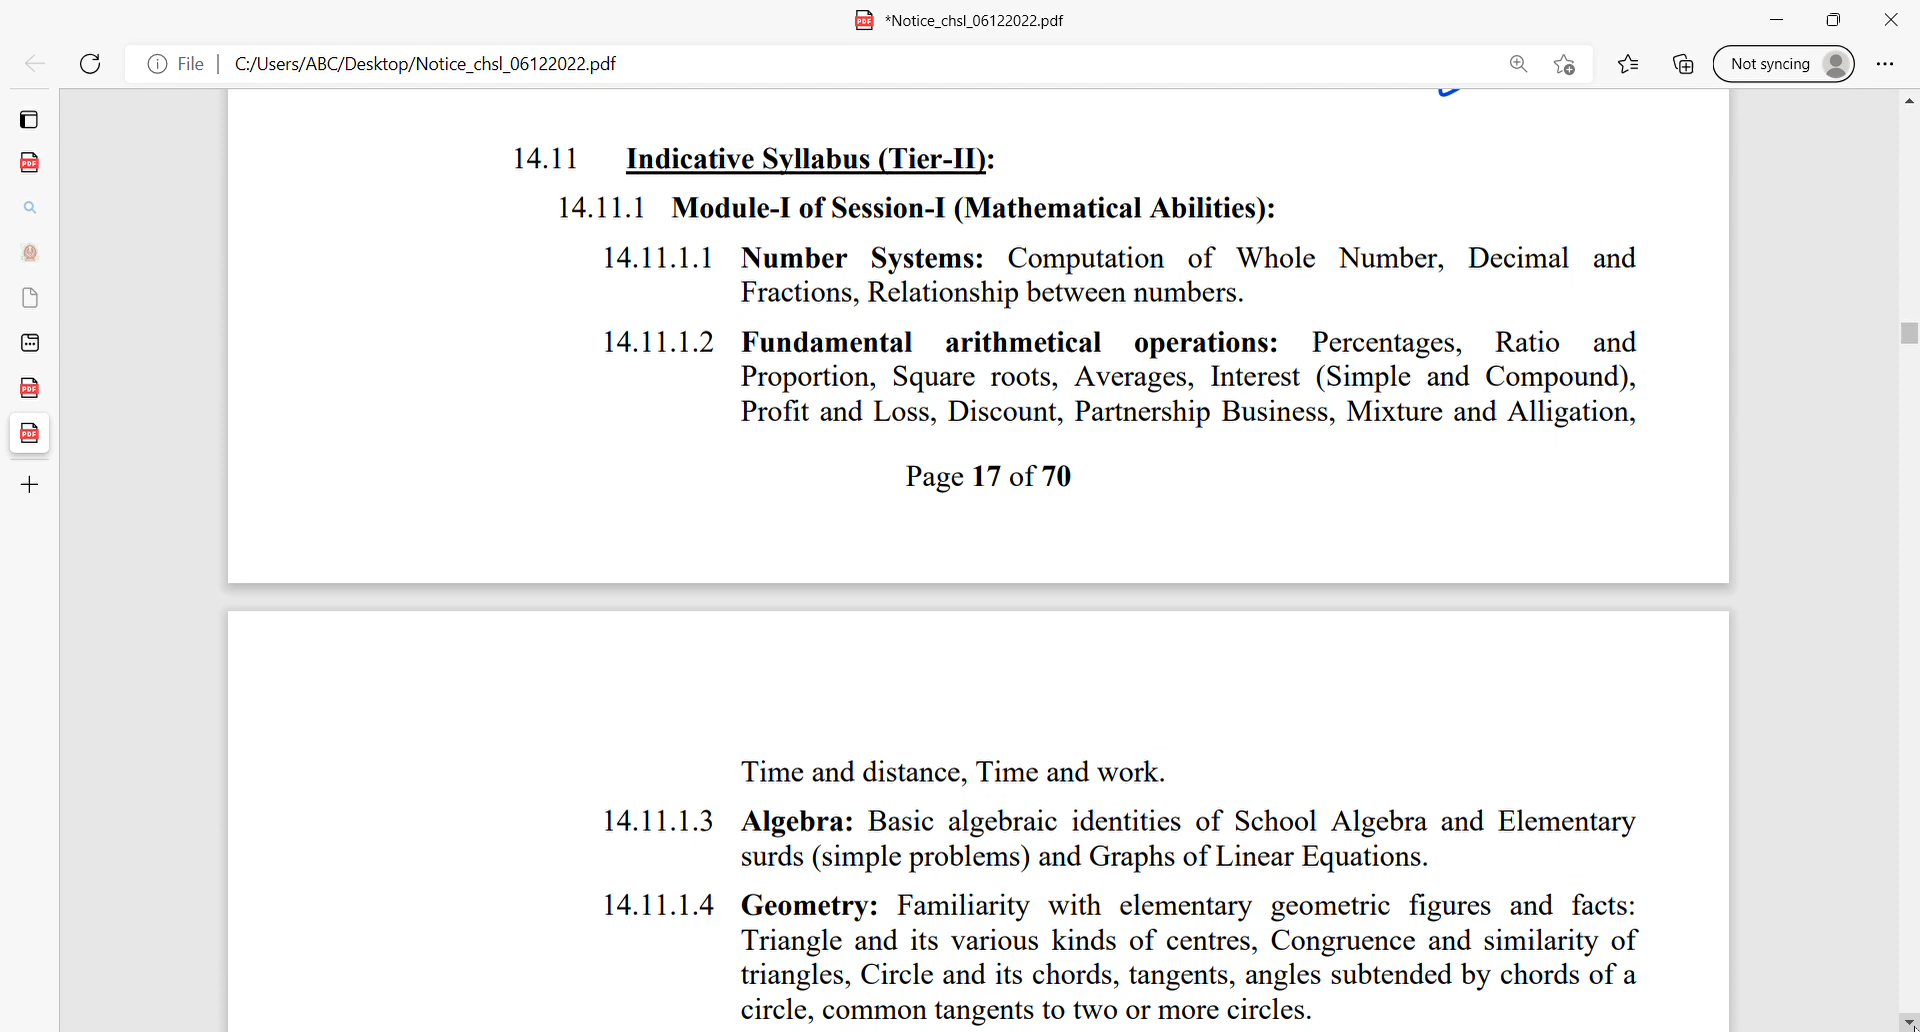 *Notice_chsl_06122022.pdf
File
C:/Users/ABC/Desktop/Notice_chsl_06122022.pdf
Not syncing
14.11 Indicative Syllabus (Tier-II):
14.11.1 Module-I of Session-I (Mathematical Abilities):
14.11.1.1 Number Systems: Computation of Whole Number, Decimal and
Fractions, Relationship between numbers.
14.11.1.2 Fundamental arithmetical operations: Percentages, Ratio and
Proportion, Square roots, Averages, Interest (Simple and Compound),
Profit and Loss, Discount, Partnership Business, Mixture and Alligation,
Page 17 of 70
Time and distance, Time and work.
14.11.1.3 Algebra: Basic algebraic identities of School Algebra and Elementary
surds (simple problems) and Graphs of Linear Equations.
14.11.1.4 Geometry: Familiarity with elementary geometric figures and facts:
Triangle and its various kinds of centres, Congruence and similarity of
triangles, Circle and its chords, tangents, angles subtended by chords of a
circle, common tangents to two or more circles.